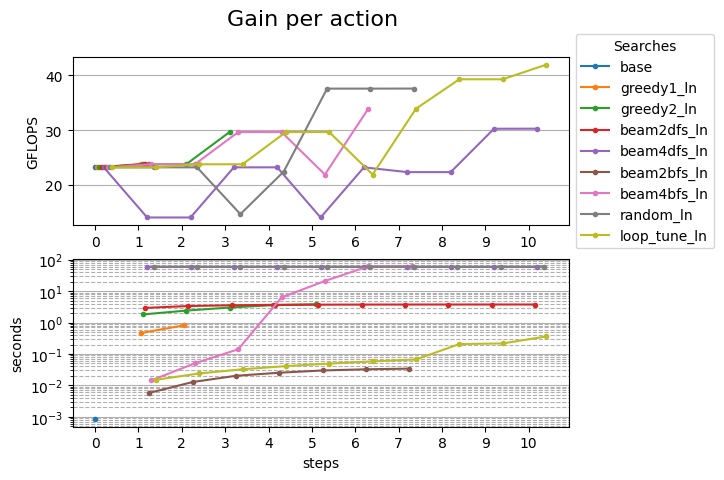 Gain per action
GFLOPS
40
30
20
0 1 2 3 4 5 6 7 8 9 10
Searches
base
greedy1_ln
greedy2_ln
beam2dfs_ln
beam4dfs_ln
beam2bfs_ln
beam4bfs_ln
random_ln
loop_tune_ln
seconds
10²
10¹
10⁰
10⁻¹
10⁻²
10⁻³
0 1 2 3 4 5 6 7 8 9 10
steps